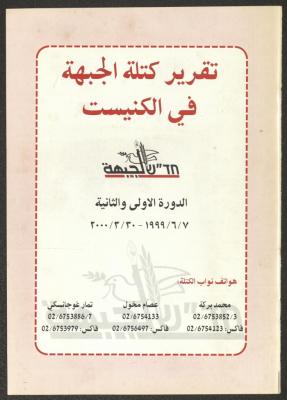 تقرير كتلة الجبهة
في الكنيست
חד"ש الجبهة
الدورة الاولى والثانية
١٩٩٩/٦/٧ - ٢٠٠٠/٣/٣٠
هواتف نواب الكتلة:
محمد بركة عصام مخول تمار غوجانسكي
02/6753852/3 02/6754133 02/6753886/7
فاكس: 02/6754123 فاكس: 02/6756497 فاكس: 02/6753979